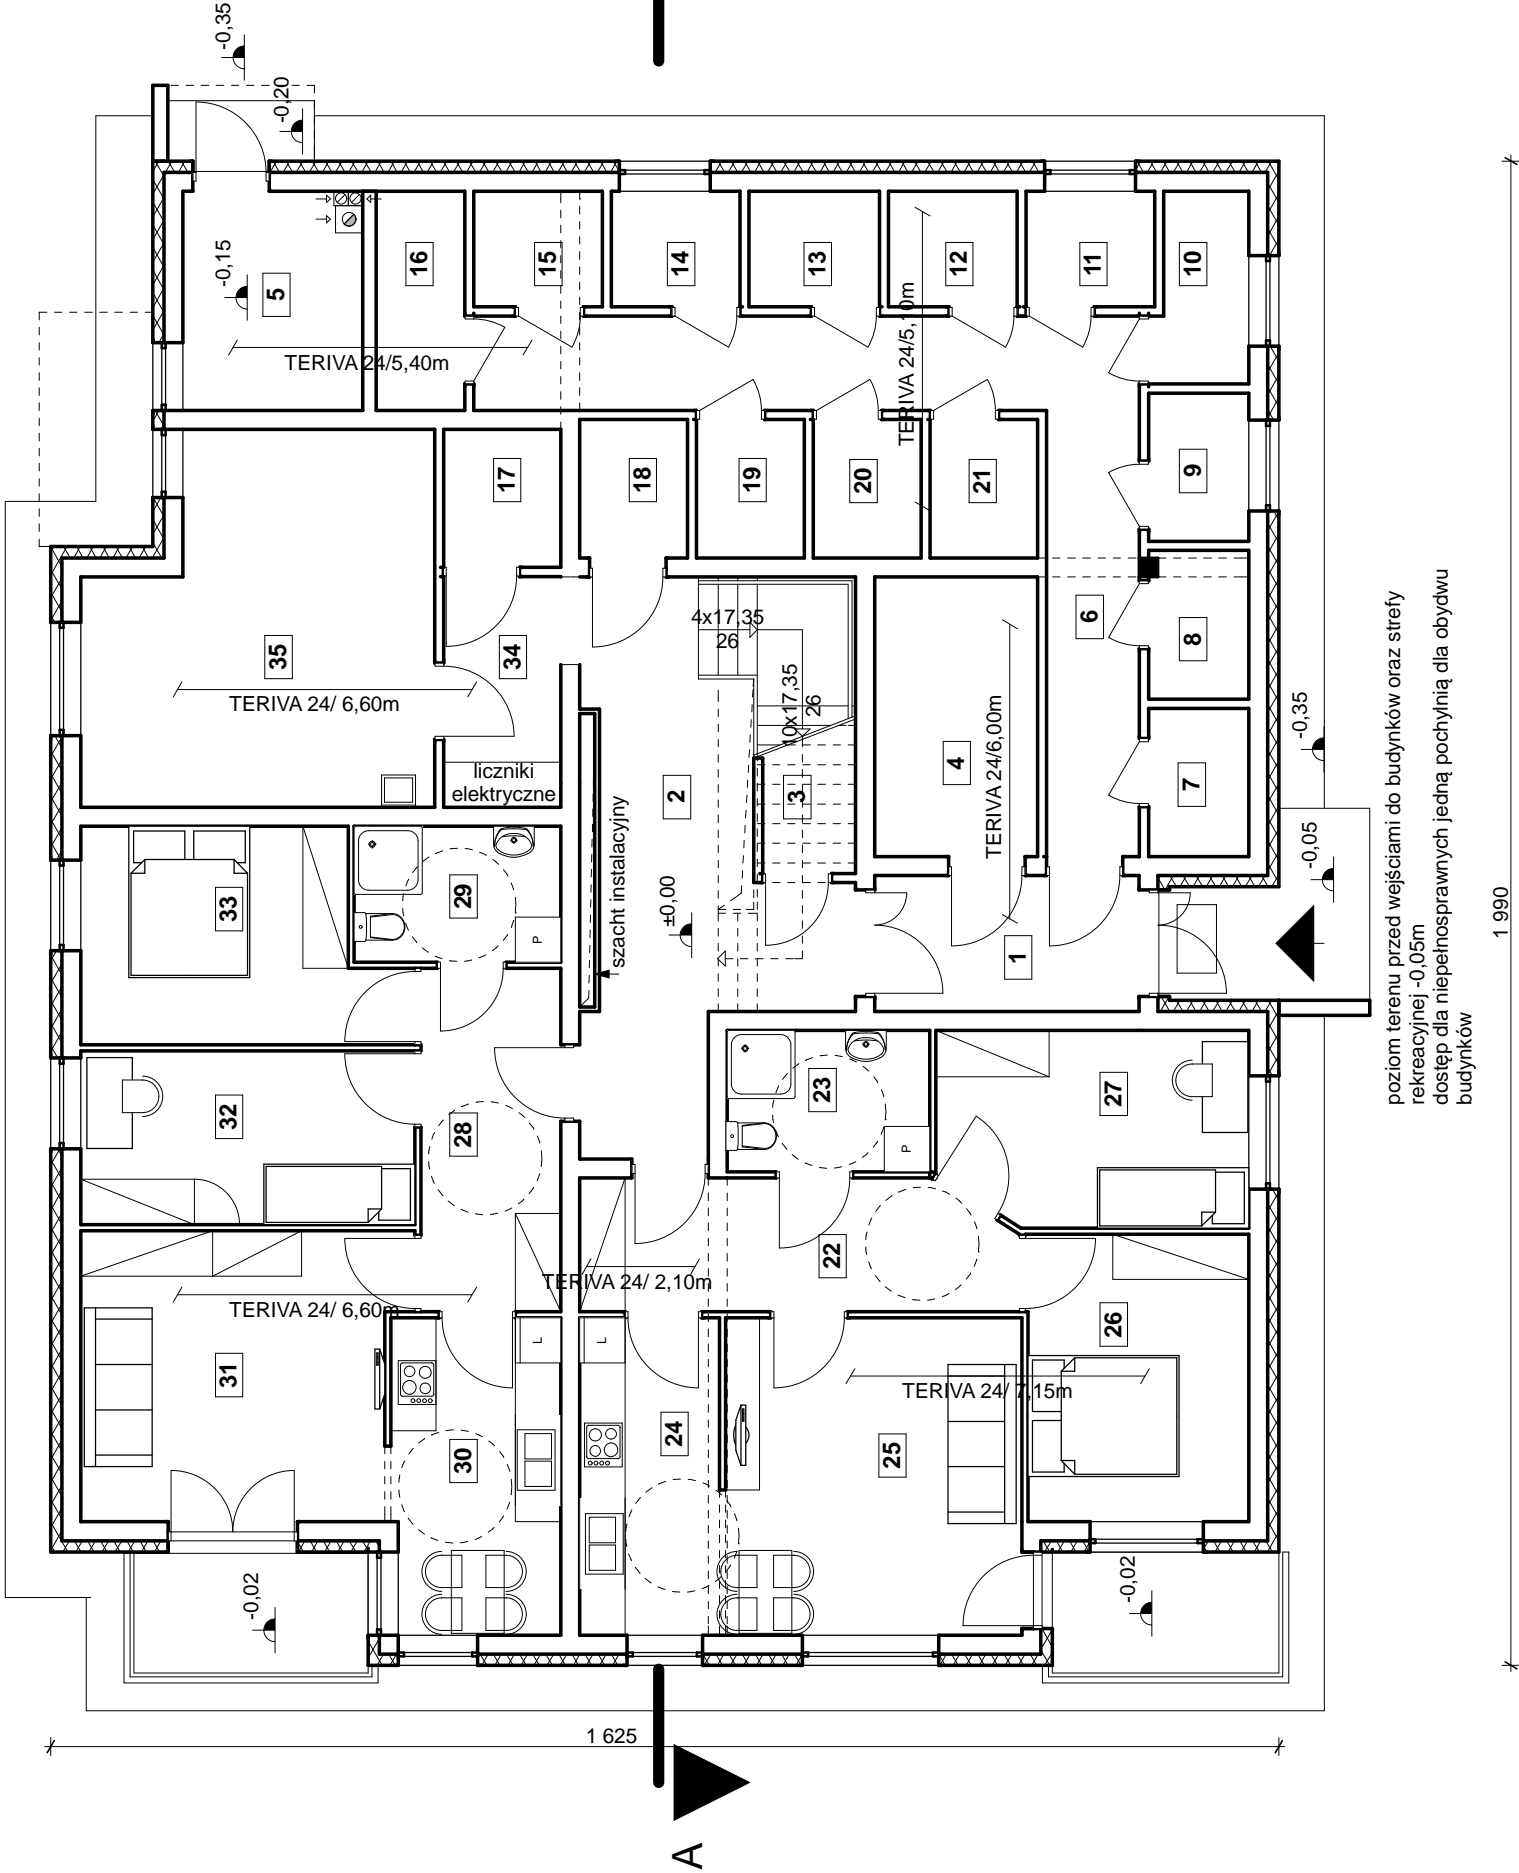 -0,35
-0,20
-0,15
5
16
15
14
13
12
11
10
TERIVA 24/5,40m
TERIVA 24/5,10m
17
18
19
20
21
9
35
TERIVA 24/ 6,60m
34
4x17,35
26
10x17,35
26
6
8
liczniki
elektryczne
2
3
4
TERIVA 24/6,00m
7
-0,35
33
29
P
szacht instalacyjny
±0,00
1
-0,05
poziom terenu przed wejściami do budynków oraz strefy
rekreacyjnej -0,05m
dostęp dla niepełnosprawnych jedną pochylnią dla obydwu
budynków
1 990
32
28
23
P
27
22
TERIVA 24/ 2,10m
TERIVA 24/ 6,60m
31
L
L
26
TERIVA 24/ 7,15m
30
24
25
-0,02
-0,02
1 625
A